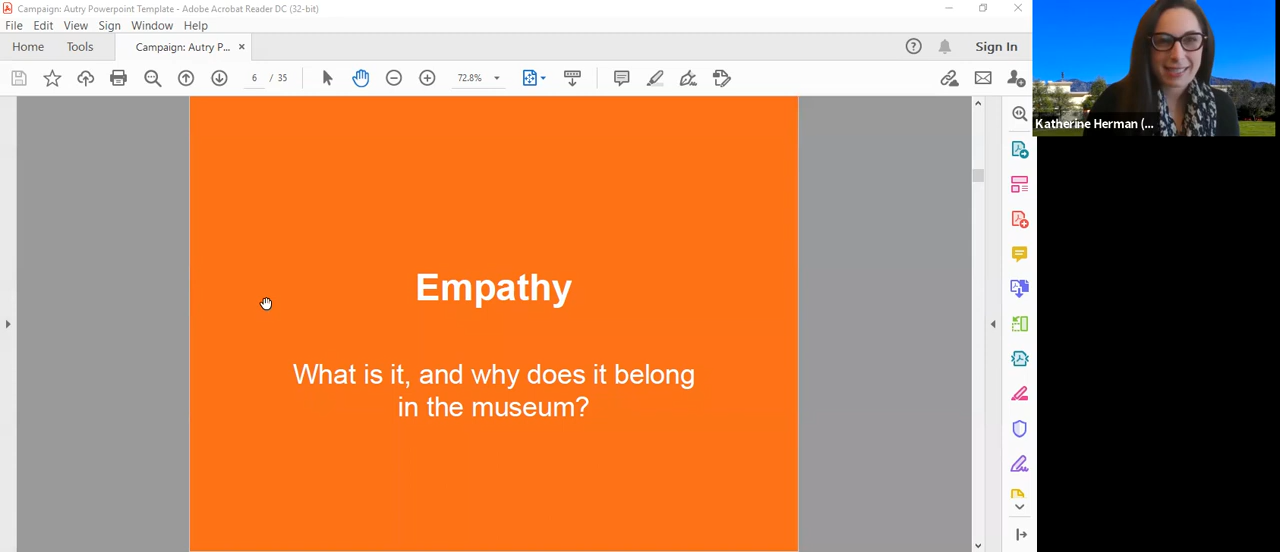 Campaign: Autry Powerpoint Template - Adobe Acrobat Reader DC (32-bit)
File Edit View Sign Window Help
Home Tools Campaign: Autry P... × Sign In
6 / 35 72.8%
Katherine Herman (...
Empathy
What is it, and why does it belong
in the museum?